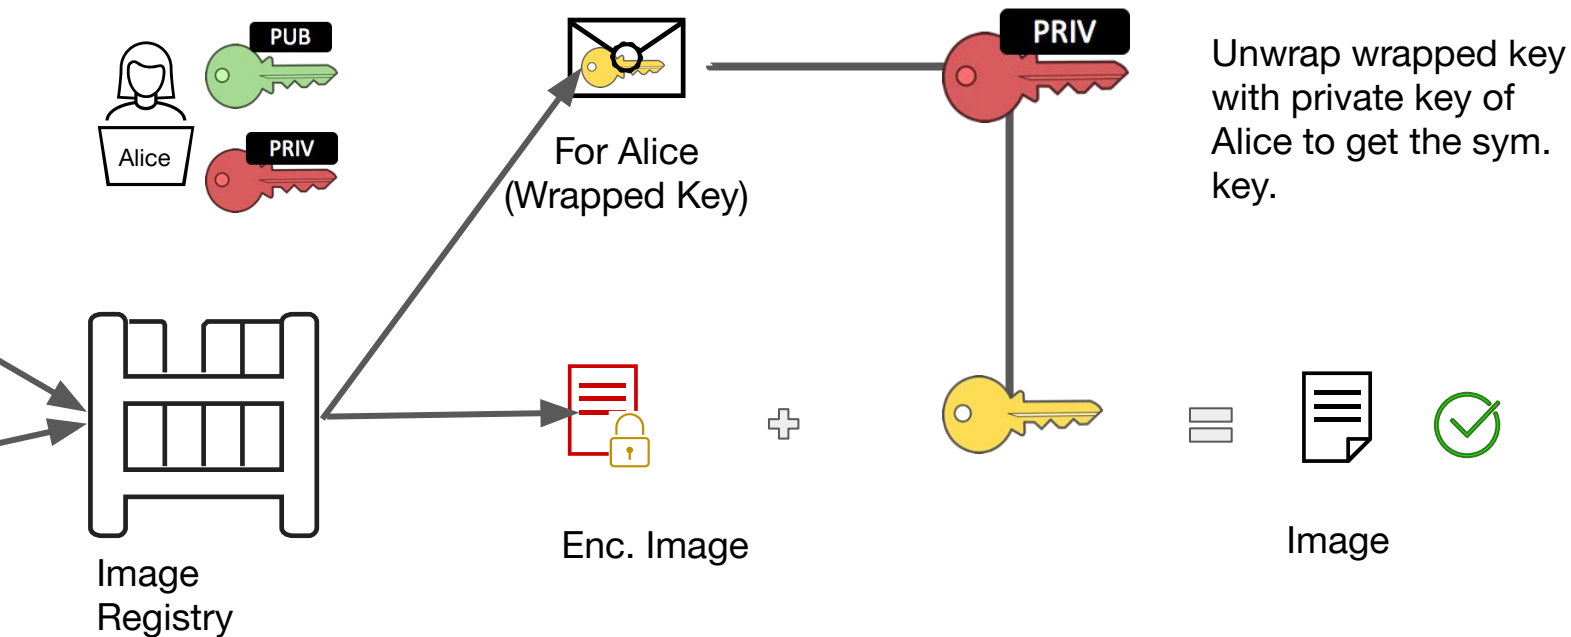 PUB
PRIV
Alice
For Alice
(Wrapped Key)
PRIV
Unwrap wrapped key
with private key of
Alice to get the sym.
key.
Image
Registry
Enc. Image
Image